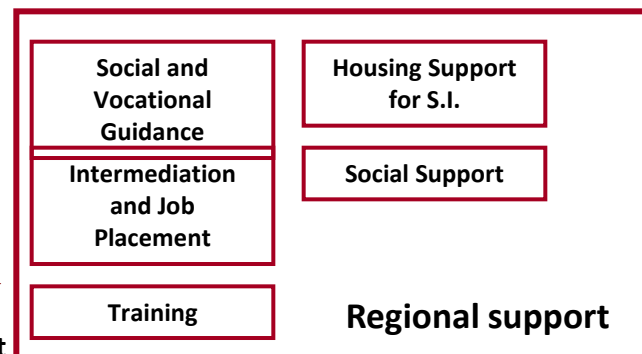 Social and
Vocational
Guidance
Housing Support
for S.I.
Intermediation
and Job
Placement
Social Support
Training
Regional support
t